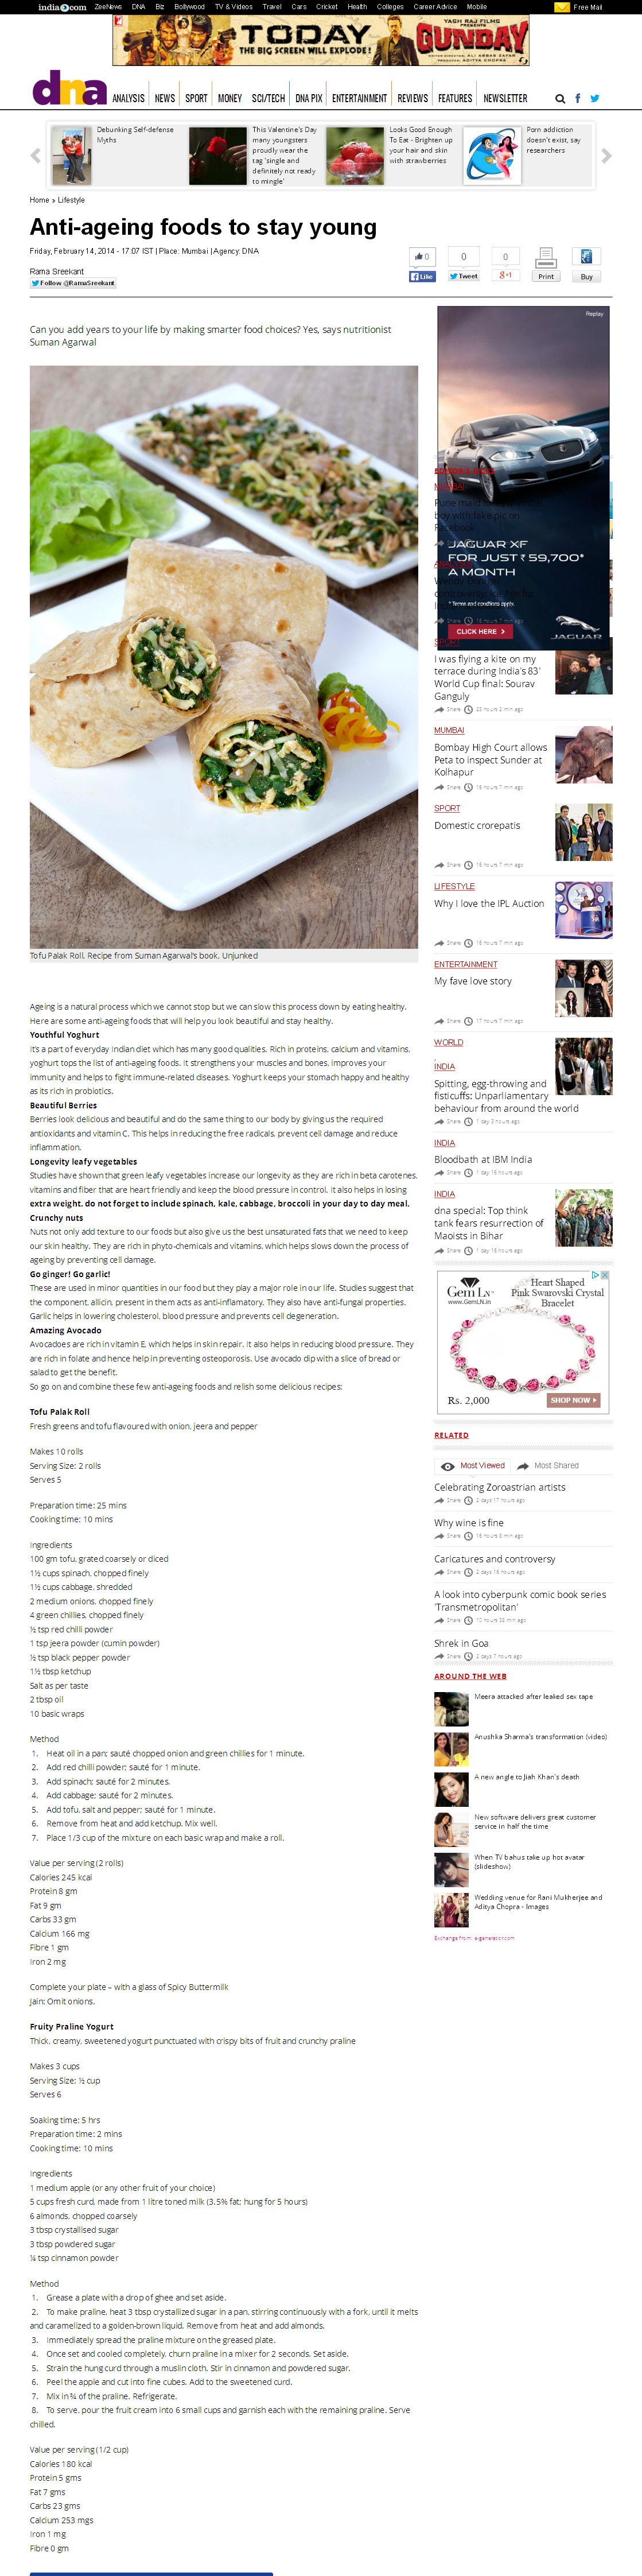 india.com ZeeNews DNA Biz Bollywood TV & Videos Travel Cars Cricket Health Colleges Career Advice Mobile Free Mail
TODAY
THE BIG SCREEN WILL EXPLODE!
YASH RAJ FILMS
PRESENTS
GUNDAY
dna ANALYSIS NEWS SPORT MONEY SCI/TECH DNA PIX ENTERTAINMENT REVIEWS FEATURES NEWSLETTER
Debunking Self-defense
Myths
This Valentine's Day
many youngsters
proudly wear the
tag 'single and
definitely not ready
to mingle'
Looks Good Enough
To Eat - Brighten up
your hair and skin
with strawberries
Porn addiction
doesn't exist, say
researchers
Home » Lifestyle
Anti-ageing foods to stay young
Friday, February 14, 2014 - 17:07 IST | Place: Mumbai | Agency: DNA
Rama Sreekant
Follow @RamaSreekant
0 Like
0 Tweet
0 +1
Print
Buy
Can you add years to your life by making smarter food choices? Yes, says nutritionist
Suman Agarwal
Tofu Palak Roll, Recipe from Suman Agarwal's book, Unjunked
Ageing is a natural process which we cannot stop but we can slow this process down by eating healthy.
Here are some anti-ageing foods that will help you look beautiful and stay healthy.
Youthful Yoghurt
It's a part of everyday Indian diet which has many good qualities. Rich in proteins, calcium and vitamins,
yoghurt tops the list of anti-ageing foods. It strengthens your muscles and bones, improves your
immunity and helps to fight immune-related diseases. Yoghurt keeps your stomach happy and healthy
as its rich in probiotics.
Beautiful Berries
Berries look delicious and beautiful and do the same thing to our body by giving us the required
antioxidants and vitamin C. This helps in reducing the free radicals, prevent cell damage and reduce
inflammation.
Longevity leafy vegetables
Studies have shown that green leafy vegetables increase our longevity as they are rich in beta carotenes,
vitamins and fiber that are heart friendly and keep the blood pressure in control. It also helps in losing
extra weight, do not forget to include spinach, kale, cabbage, broccoli in your day to day meal.
Crunchy nuts
Nuts not only add texture to our foods but also give us the best unsaturated fats that we need to keep
our skin healthy. They are rich in phyto-chemicals and vitamins, which helps slows down the process of
ageing by preventing cell damage.
Go ginger! Go garlic!
These are used in minor quantities in our food but they play a major role in our life. Studies suggest that
the component, allicin, present in them acts as anti-inflamatory. They also have anti-fungal properties.
Garlic helps in lowering cholesterol, blood pressure and prevents cell degeneration.
Amazing Avocado
Avocadoes are rich in vitamin E, which helps in skin repair. It also helps in reducing blood pressure. They
are rich in folate and hence help in preventing osteoporosis. Use avocado dip with a slice of bread or
salad to get the benefit.
So go on and combine these few anti-ageing foods and relish some delicious recipes:
Tofu Palak Roll
Fresh greens and tofu flavoured with onion, jeera and pepper
Makes 10 rolls
Serving Size: 2 rolls
Serves 5
Preparation time: 25 mins
Cooking time: 10 mins
Ingredients
100 gm tofu, grated coarsely or diced
1½ cups spinach, chopped finely
1½ cups cabbage, shredded
2 medium onions, chopped finely
4 green chillies, chopped finely
½ tsp red chilli powder
1 tsp jeera powder (cumin powder)
½ tsp black pepper powder
1½ tbsp ketchup
Salt as per taste
2 tbsp oil
10 basic wraps
Method
1. Heat oil in a pan; sauté chopped onion and green chillies for 1 minute.
2. Add red chilli powder; sauté for 1 minute.
3. Add spinach; sauté for 2 minutes.
4. Add cabbage; sauté for 2 minutes.
5. Add tofu, salt and pepper; sauté for 1 minute.
6. Remove from heat and add ketchup. Mix well.
7. Place 1/3 cup of the mixture on each basic wrap and make a roll.
Value per serving (2 rolls)
Calories 245 kcal
Protein 8 gm
Fat 9 gm
Carbs 33 gm
Calcium 166 mg
Fibre 1 gm
Iron 2 mg
Complete your plate – with a glass of Spicy Buttermilk
Jain: Omit onions.
Fruity Praline Yogurt
Thick, creamy, sweetened yogurt punctuated with crispy bits of fruit and crunchy praline
Makes 3 cups
Serving Size: ½ cup
Serves 6
Soaking time: 5 hrs
Preparation time: 2 mins
Cooking time: 10 mins
Ingredients
1 medium apple (or any other fruit of your choice)
5 cups fresh curd, made from 1 litre toned milk (3.5% fat; hung for 5 hours)
6 almonds, chopped coarsely
3 tbsp crystallised sugar
3 tbsp powdered sugar
¼ tsp cinnamon powder
Method
1. Grease a plate with a drop of ghee and set aside.
2. To make praline, heat 3 tbsp crystallized sugar in a pan, stirring continuously with a fork, until it melts
and caramelized to a golden-brown liquid. Remove from heat and add almonds.
3. Immediately spread the praline mixture on the greased plate.
4. Once set and cooled completely, churn praline in a mixer for 2 seconds. Set aside.
5. Strain the hung curd through a muslin cloth. Stir in cinnamon and powdered sugar.
6. Peel the apple and cut into fine cubes. Add to the sweetened curd.
7. Mix in ¾ of the praline. Refrigerate.
8. To serve, pour the fruit cream into 6 small cups and garnish each with the remaining praline. Serve
chilled.
Value per serving (1/2 cup)
Calories 180 kcal
Protein 5 gms
Fat 7 gms
Carbs 23 gms
Calcium 253 mgs
Iron 1 mg
Fibre 0 gm
Replay
JAGUAR XF
FOR JUST ₹ 59,700*
A MONTH
* Terms and conditions apply.
CLICK HERE
JAGUAR
MUMBAI
SPORT
I was flying a kite on my
terrace during India's 83'
World Cup final: Sourav
Ganguly
Share 23 hours 2 min ago
MUMBAI
Bombay High Court allows
Peta to inspect Sunder at
Kolhapur
Share 16 hours 7 min ago
SPORT
Domestic crorepatis
Share 16 hours 7 min ago
LIFESTYLE
Why I love the IPL Auction
Share 16 hours 7 min ago
ENTERTAINMENT
My fave love story
Share 17 hours 7 min ago
WORLD
,
INDIA
Spitting, egg-throwing and
fisticuffs: Unparliamentary
behaviour from around the world
Share 1 day 3 hours ago
INDIA
Bloodbath at IBM India
Share 1 day 16 hours ago
INDIA
dna special: Top think
tank fears resurrection of
Maoists in Bihar
Share 1 day 16 hours ago
Gem Ln
www.GemLN.in
Heart Shaped
Pink Swarovski Crystal
Bracelet
Rs. 2,000
SHOP NOW
RELATED
Most Viewed Most Shared
Celebrating Zoroastrian artists
Share 2 days 17 hours ago
Why wine is fine
Share 16 hours 8 min ago
Caricatures and controversy
Share 2 days 16 hours ago
A look into cyberpunk comic book series
'Transmetropolitan'
Share 10 hours 38 min ago
Shrek in Goa
Share 2 days 7 hours ago
AROUND THE WEB
Meera attacked after leaked sex tape
Anushka Sharma's transformation (video)
A new angle to Jiah Khan's death
New software delivers great customer
service in half the time
When TV bahus take up hot avatar
(slideshow)
Wedding venue for Rani Mukherjee and
Aditya Chopra - Images
Exchange from: e-generator.com